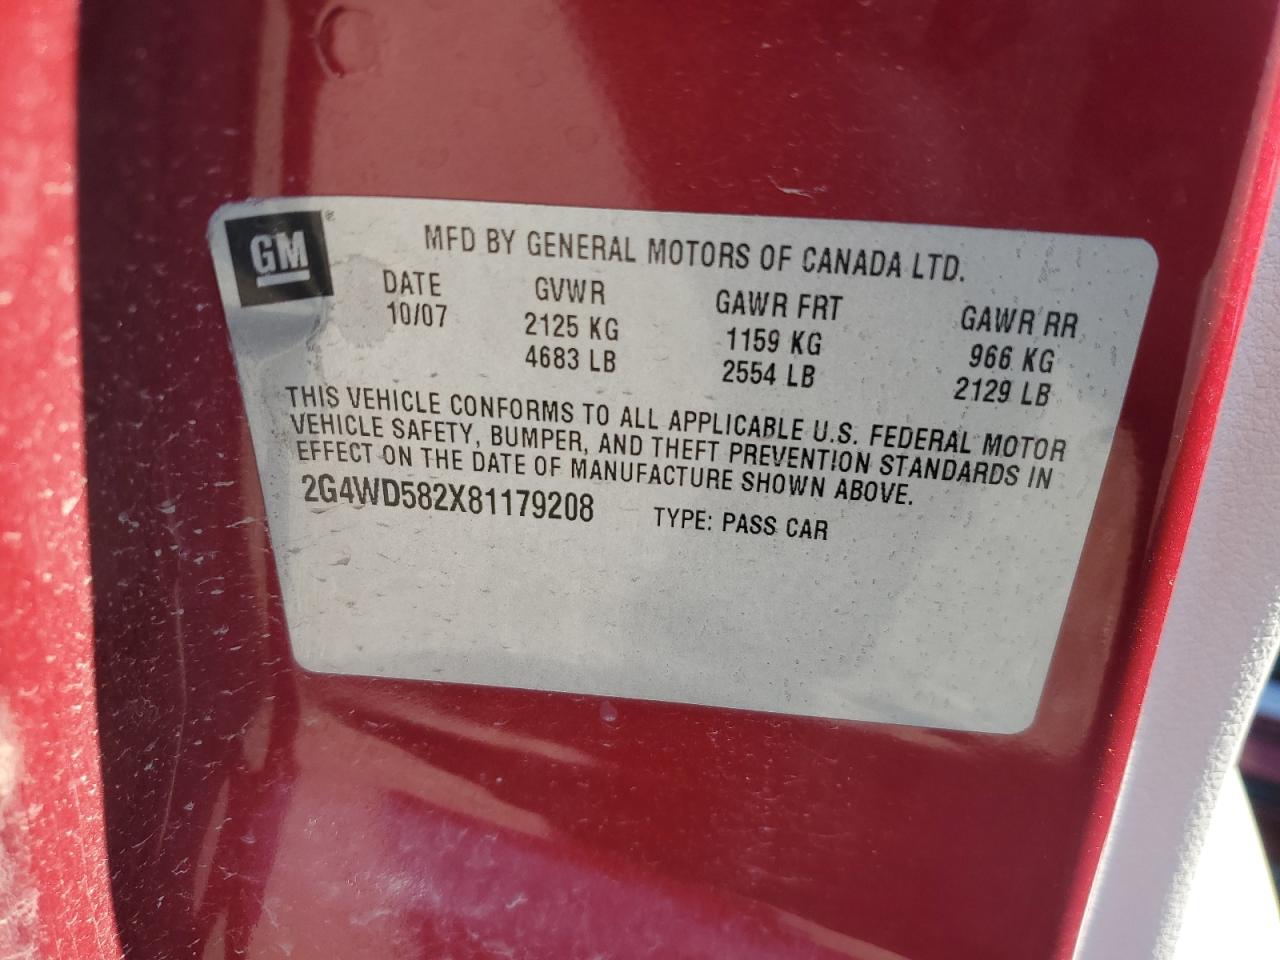 GM®
MFD BY GENERAL MOTORS OF CANADA LTD.
DATE GVWR GAWR FRT GAWR RR
10/07 2125 KG 1159 KG 966 KG
4683 LB 2554 LB 2129 LB
THIS VEHICLE CONFORMS TO ALL APPLICABLE U.S. FEDERAL MOTOR
VEHICLE SAFETY, BUMPER, AND THEFT PREVENTION STANDARDS IN
EFFECT ON THE DATE OF MANUFACTURE SHOWN ABOVE.
2G4WD582X81179208 TYPE: PASS CAR